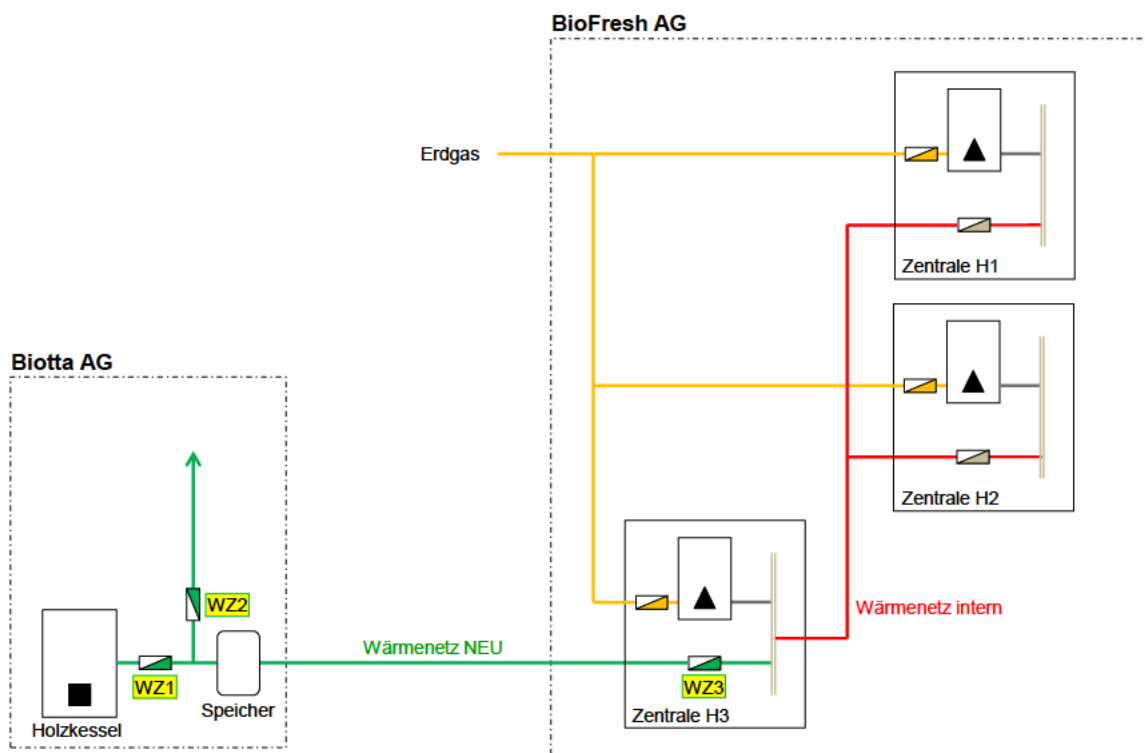 BioFresh AG
Erdgas
Zentrale H1
Zentrale H2
Biotta AG
WZ2
Wärmenetz intern
Wärmenetz NEU
WZ1
Speicher
WZ3
Holzkessel
Zentrale H3